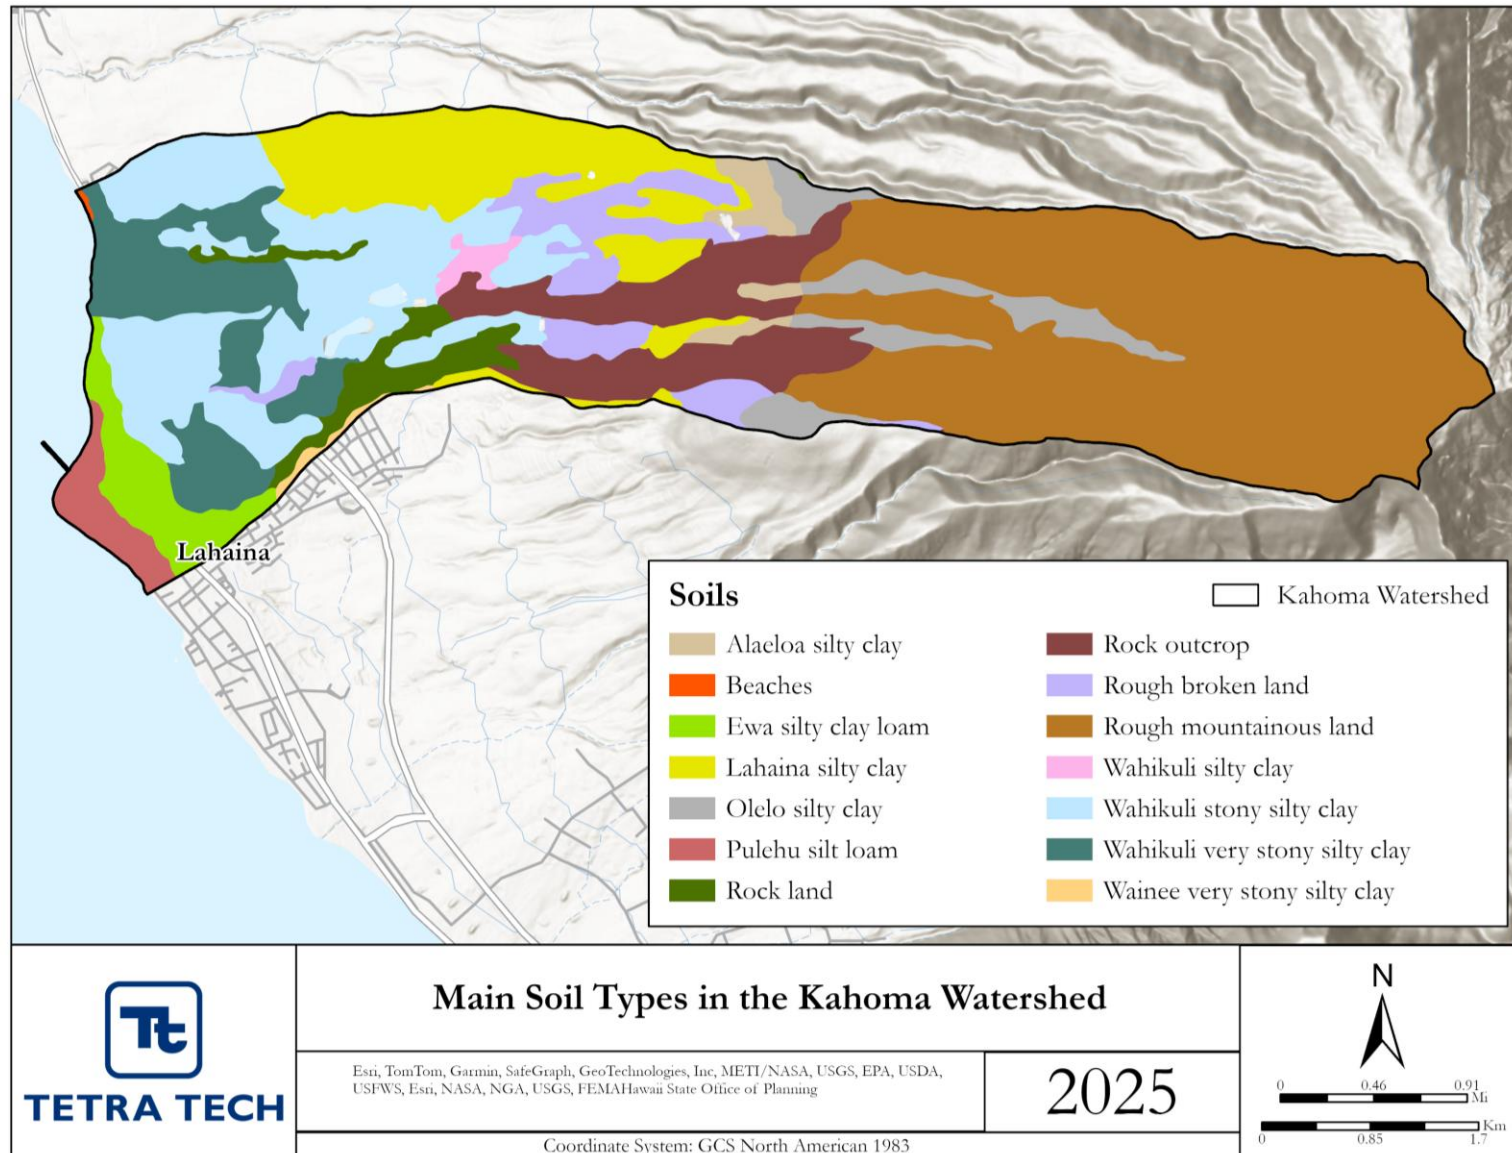 Lahaina
Soils
Kahoma Watershed
Alaeloa silty clay
Beaches
Ewa silty clay loam
Lahaina silty clay
Olelo silty clay
Pulehu silt loam
Rock land
Rock outcrop
Rough broken land
Rough mountainous land
Wahikuli silty clay
Wahikuli stony silty clay
Wahikuli very stony silty clay
Wainee very stony silty clay
Tt
TETRA TECH
Main Soil Types in the Kahoma Watershed
Esri, TomTom, Garmin, SafeGraph, GeoTechnologies, Inc, METI/NASA, USGS, EPA, USDA,
USFWS, Esri, NASA, NGA, USGS, FEMAHawaii State Office of Planning
2025
Coordinate System: GCS North American 1983
N
0 0.46 0.91
Mi
Km
0 0.85 1.7